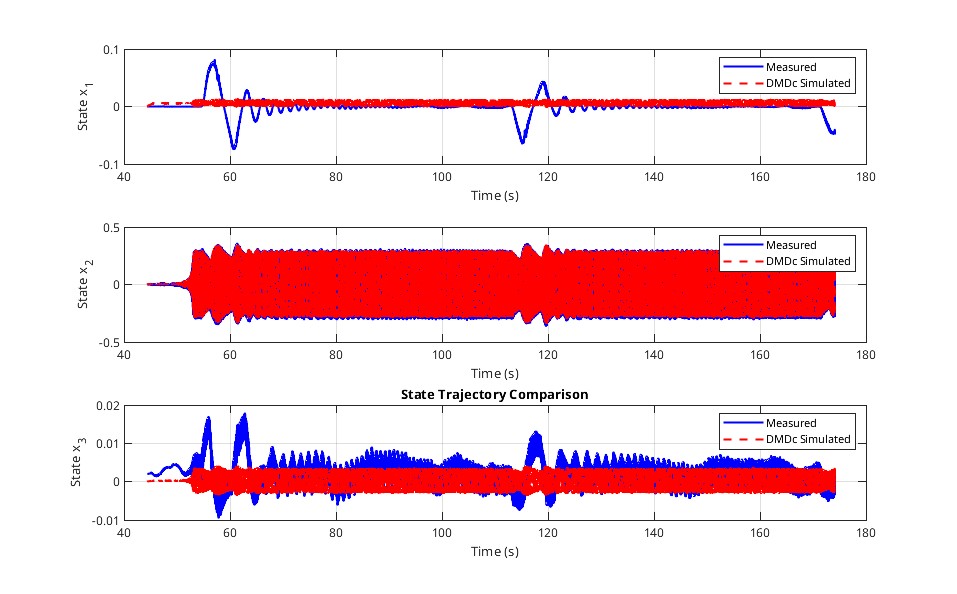 0.1
0
-0.1
State x1
Measured
DMDc Simulated
40 60 80 100 120 140 160 180
Time (s)
0.5
0
-0.5
State x2
Measured
DMDc Simulated
40 60 80 100 120 140 160 180
Time (s)
State Trajectory Comparison
0.02
0.01
0
-0.01
State x3
Measured
DMDc Simulated
40 60 80 100 120 140 160 180
Time (s)